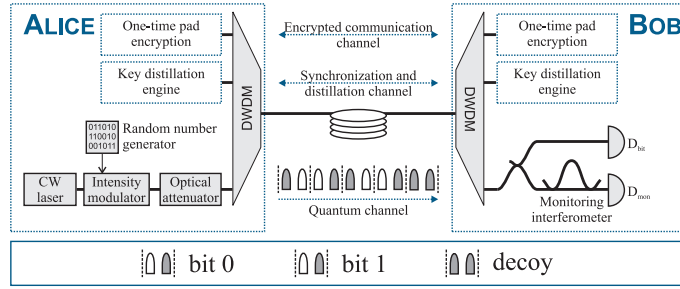 ALICE
One-time pad
encryption
Key distillation
engine
011010
110010
001011
Random number
generator
CW
laser
Intensity
modulator
Optical
attenuator
DWDM
Encrypted communication
channel
Synchronization and
distillation channel
Quantum channel
BOB
One-time pad
encryption
Key distillation
engine
DWDM
Dbit
Dmon
Monitoring
interferometer
bit 0
bit 1
decoy